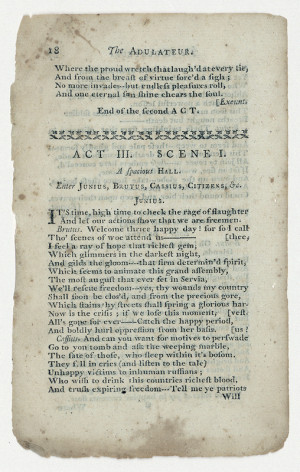 18 The ADULATEUR.
Where the proud wretch that laugh'd at every tie,
And from the breast of virtue forc'd a sigh;
No more invades—but endless pleasures roll,
And one eternal sun shine chears the soul.
[Exeunt.
End of the second ACT.
ACT III. SCENE I.
A spacious HALL.
Enter JUNIUS, BRUTUS, CASSIUS, CITIZENS, &c.
JUNIUS.
IT'S time, high time to check the rage of slaughter
And let our actions show that we are freemen.
Brutus. Welcome thrice happy day! for so I call
Tho' scenes of woe attend in——— [thee,
I feel a ray of hope that richest gem,
Which glimmers in the darkest night,
And gilds the gloom—that firm determin'd spirit,
Which seems to animate this grand assembly,
The most august that ever set in Servia,
We'll rescue freedom—yes, thy wounds my country
Shall soon be clos'd, and from the precious gore,
Which stains thy streets shall spring a glorious har-
Now is the crisis; if we lose this moment, [vest.
All's gone for ever—Catch the happy period,
And boldly hurl oppression from her basis. [us?
Cassius. And can you want for motives to perswade
Go to you tomb and ask the weeping marble,
The fate of those, who sleep within it's bosom.
They fell in cries (and listen to the tale)
Unhappy victims to inhuman russians;
Who wish to drink this countries richest blood,
And crush expiring freedom—Tell me ye patriots
Will